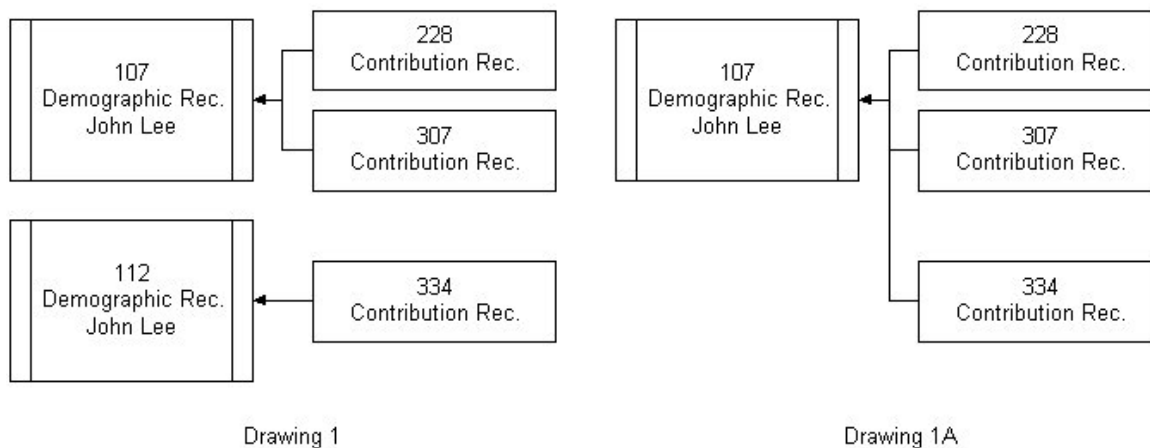 107
Demographic Rec.
John Lee
228
Contribution Rec.
307
Contribution Rec.
112
Demographic Rec.
John Lee
334
Contribution Rec.
Drawing 1
107
Demographic Rec.
John Lee
228
Contribution Rec.
307
Contribution Rec.
334
Contribution Rec.
Drawing 1A